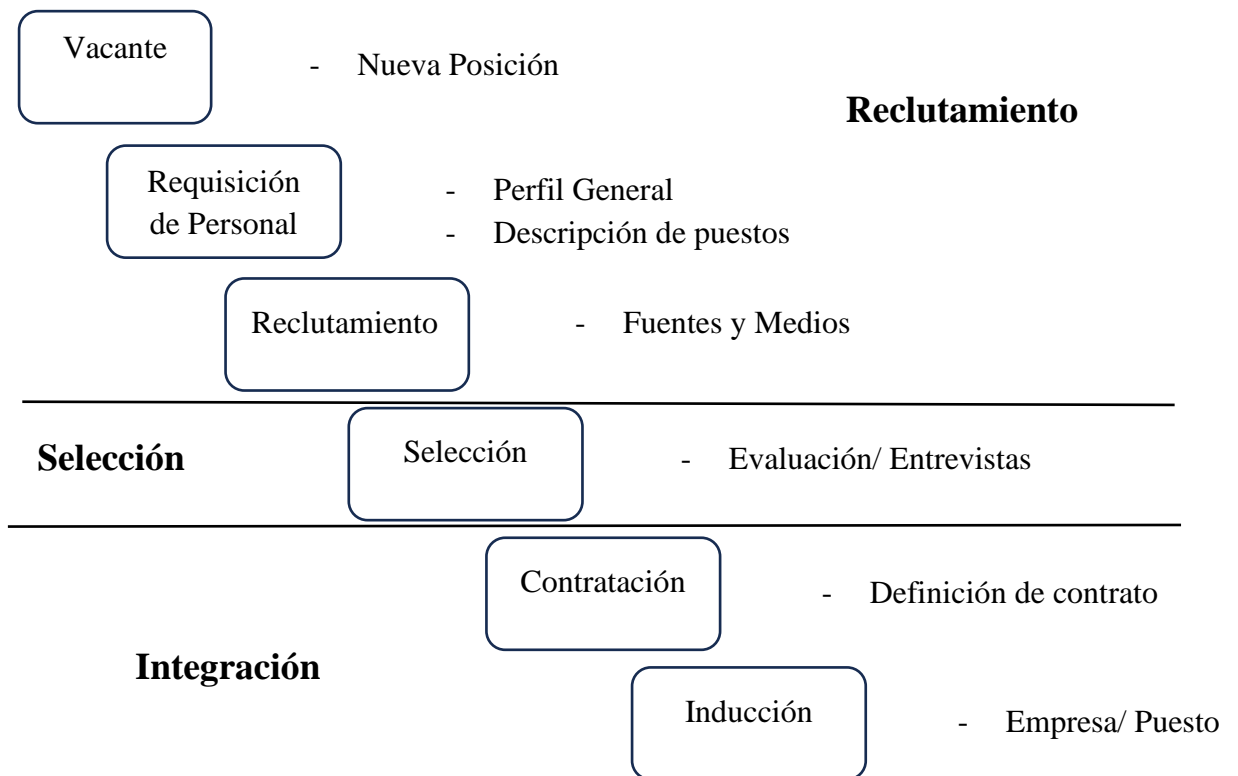 Vacante
- Nueva Posición
Reclutamiento
Requisición
de Personal
- Perfil General
- Descripción de puestos
Reclutamiento
- Fuentes y Medios
Selección
Selección
- Evaluación/ Entrevistas
Contratación
- Definición de contrato
Integración
Inducción
- Empresa/ Puesto